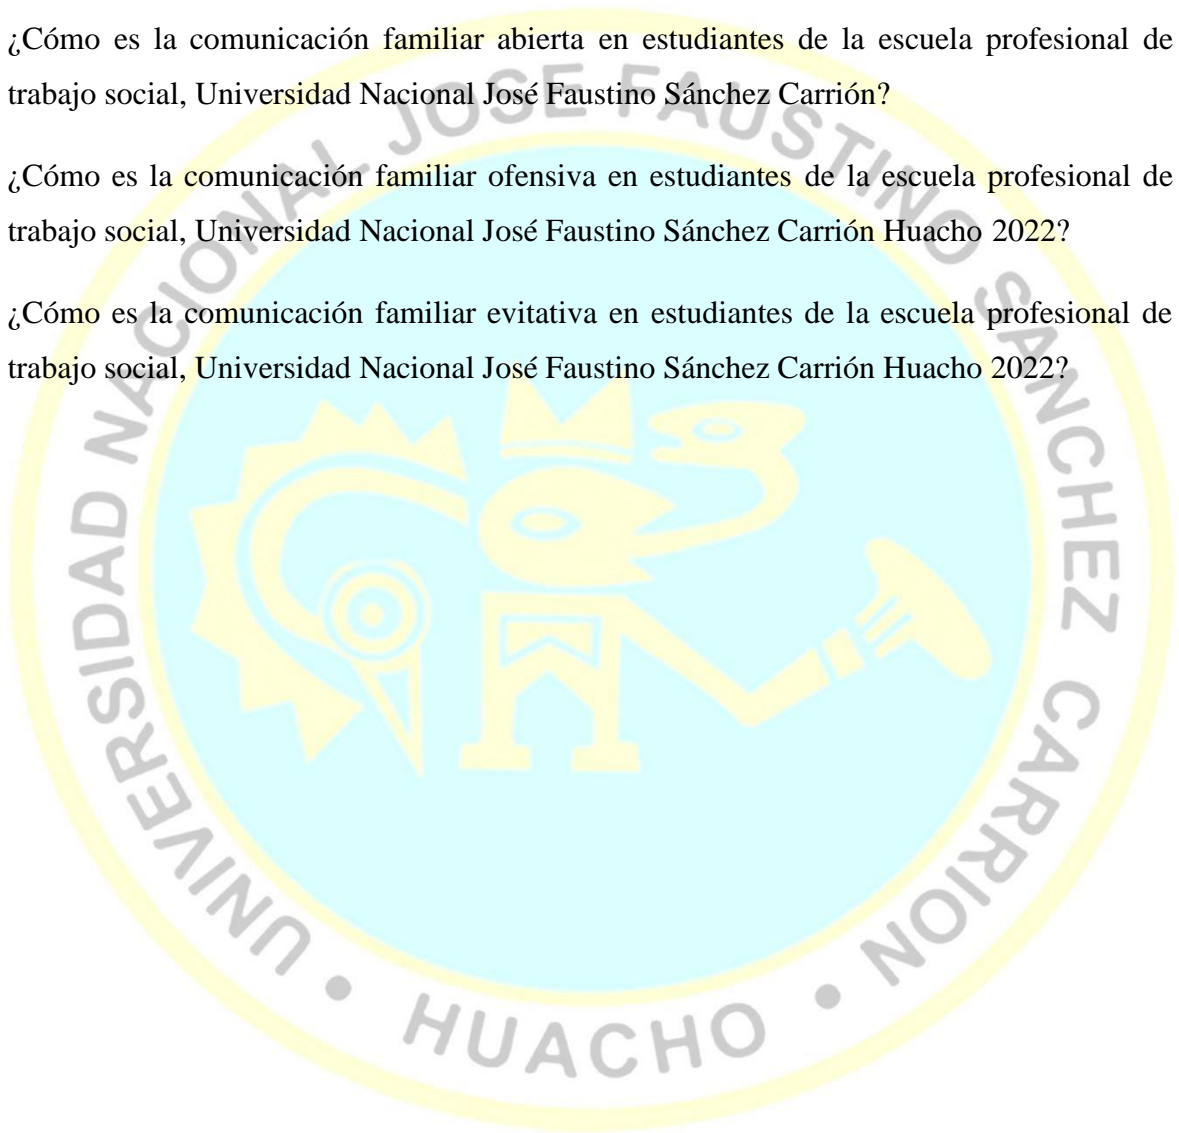 ¿Cómo es la comunicación familiar abierta en estudiantes de la escuela profesional de
trabajo social, Universidad Nacional José Faustino Sánchez Carrión?
¿Cómo es la comunicación familiar ofensiva en estudiantes de la escuela profesional de
trabajo social, Universidad Nacional José Faustino Sánchez Carrión Huacho 2022?
¿Cómo es la comunicación familiar evitativa en estudiantes de la escuela profesional de
trabajo social, Universidad Nacional José Faustino Sánchez Carrión Huacho 2022?
UNIVERSIDAD NACIONAL JOSE FAUSTINO SANCHEZ CARRION
• HUACHO •